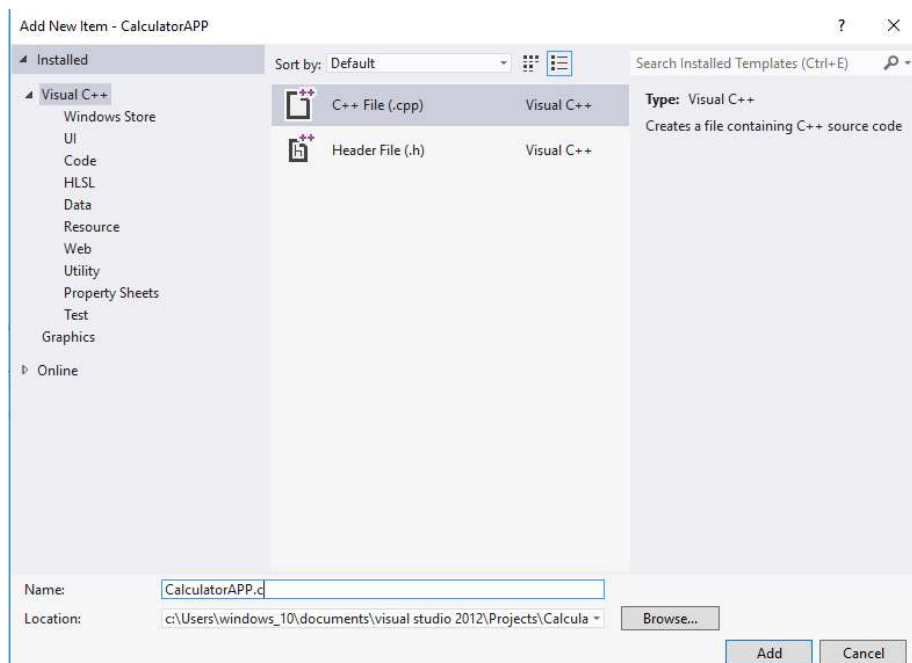 Add New Item - CalculatorAPP
? ×
Installed
Sort by: Default
Search Installed Templates (Ctrl+E)
Visual C++
Windows Store
UI
Code
HLSL
Data
Resource
Web
Utility
Property Sheets
Test
Graphics
Online
C++ File (.cpp) Visual C++
Header File (.h) Visual C++
Type: Visual C++
Creates a file containing C++ source code
Name: CalculatorAPP.c
Location: c:\Users\windows_10\documents\visual studio 2012\Projects\Calcula
Browse...
Add Cancel